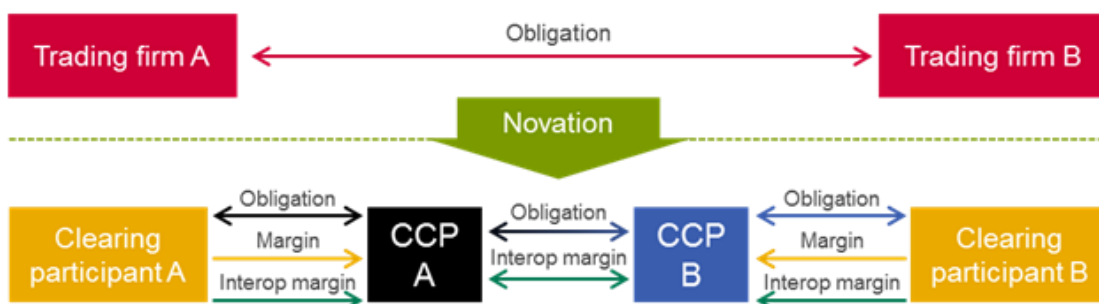 Obligation
Trading firm A
Trading firm B
Novation
Obligation
Obligation
Obligation
Clearing
participant A
Margin
CCP
A
Interop margin
CCP
B
Margin
Clearing
participant B
Interop margin
Interop margin